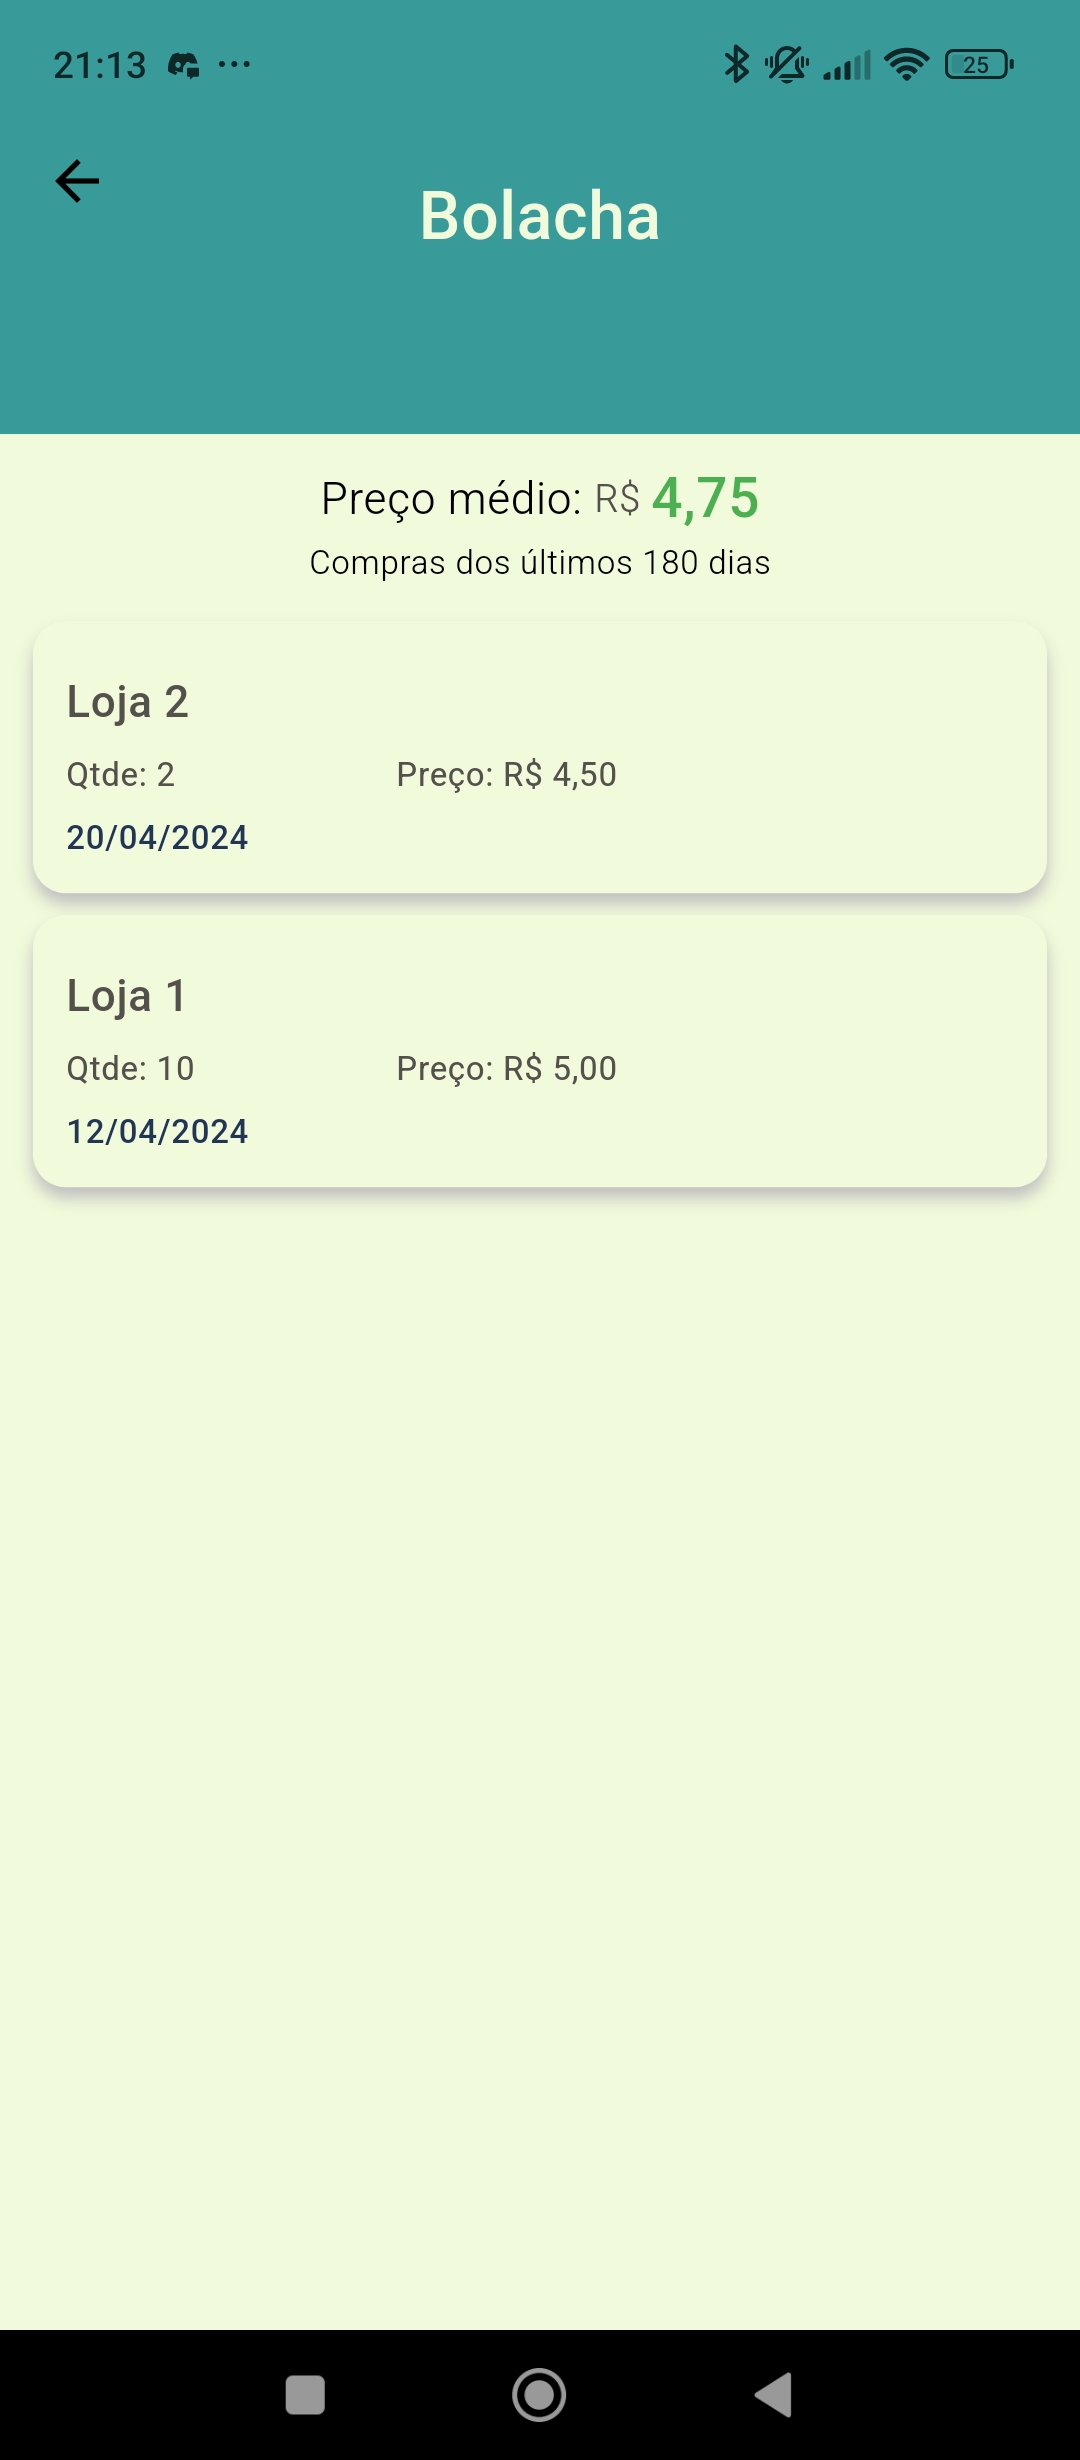 21:13
25
Bolacha
Preço médio: R$ 4,75
Compras dos últimos 180 dias
Loja 2
Qtde: 2 Preço: R$ 4,50
20/04/2024
Loja 1
Qtde: 10 Preço: R$ 5,00
12/04/2024